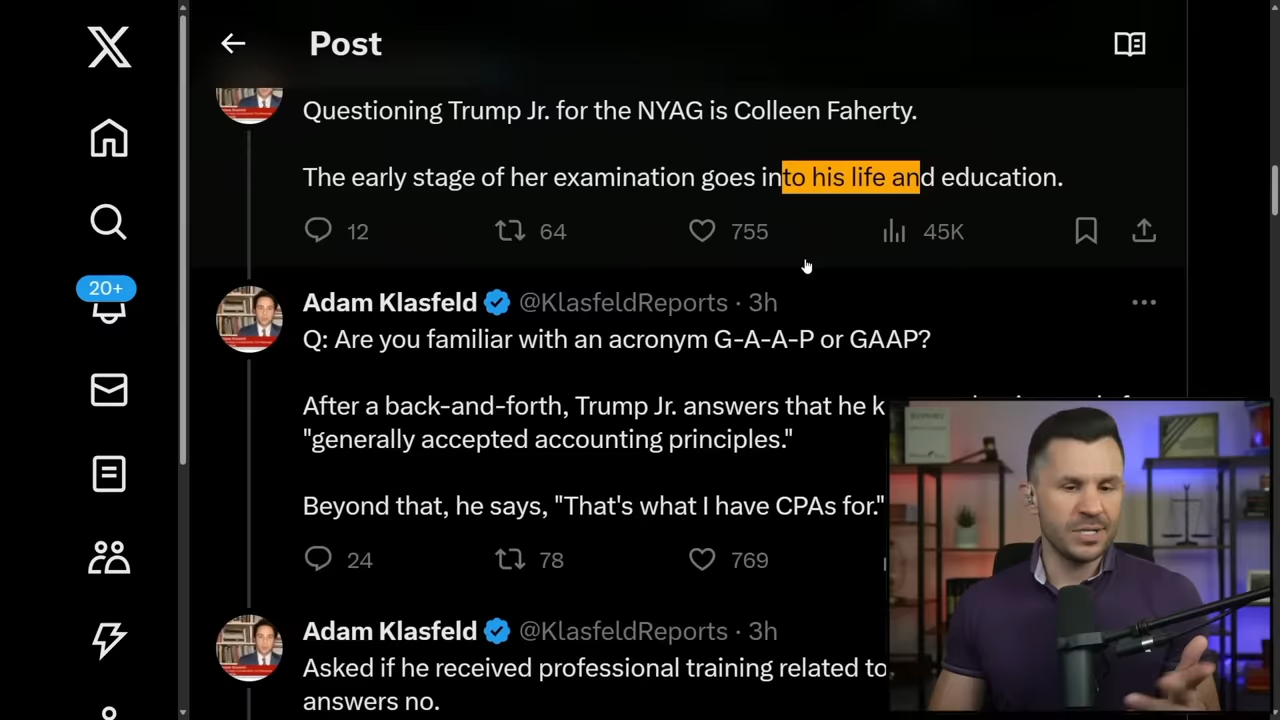 Post
Questioning Trump Jr. for the NYAG is Colleen Faherty.
The early stage of her examination goes into his life and education.
12 64 755 45K
20+
Adam Klasfeld @KlasfeldReports · 3h
Q: Are you familiar with an acronym G-A-A-P or GAAP?
After a back-and-forth, Trump Jr. answers that he k
"generally accepted accounting principles."
Beyond that, he says, "That's what I have CPAs for."
24 78 769
Adam Klasfeld @KlasfeldReports · 3h
Asked if he received professional training related to
answers no.